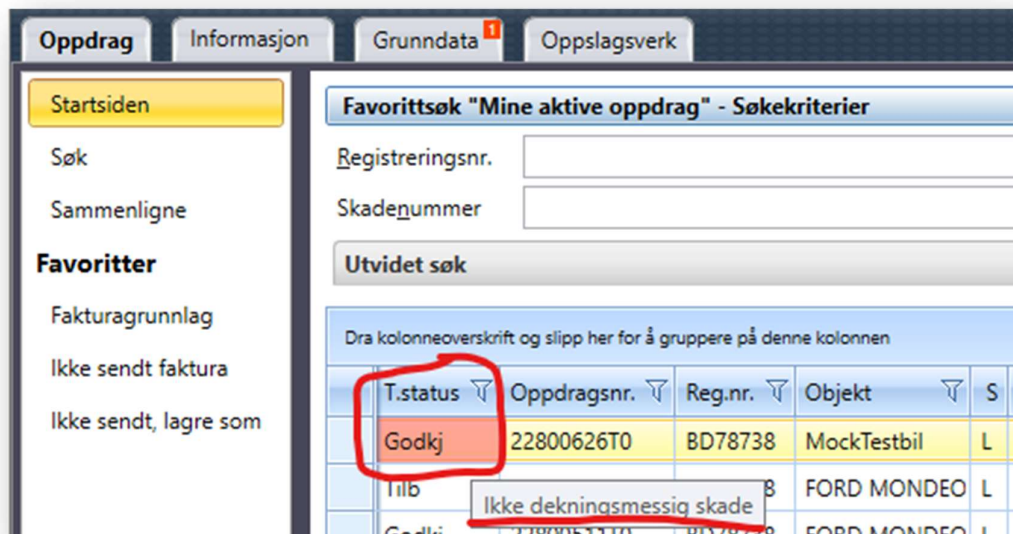 Oppdrag Informasjon Grunndata 1 Oppslagsverk
Startsiden
Søk
Sammenligne
Favoritter
Fakturagrunnlag
Ikke sendt faktura
Ikke sendt, lagre som
Favorittsøk "Mine aktive oppdrag" - Søkekriterier
Registreringsnr.
Skadenummer
Utvidet søk
Dra kolonneoverskrift og slipp her for å gruppere på denne kolonnen
T.status Oppdragsnr. Reg.nr. Objekt S
Godkj 22800626T0 BD78738 MockTestbil L
Tilb 8 FORD MONDEO L
Ikke dekningsmessig skade
Godkj FORD MONDEO L